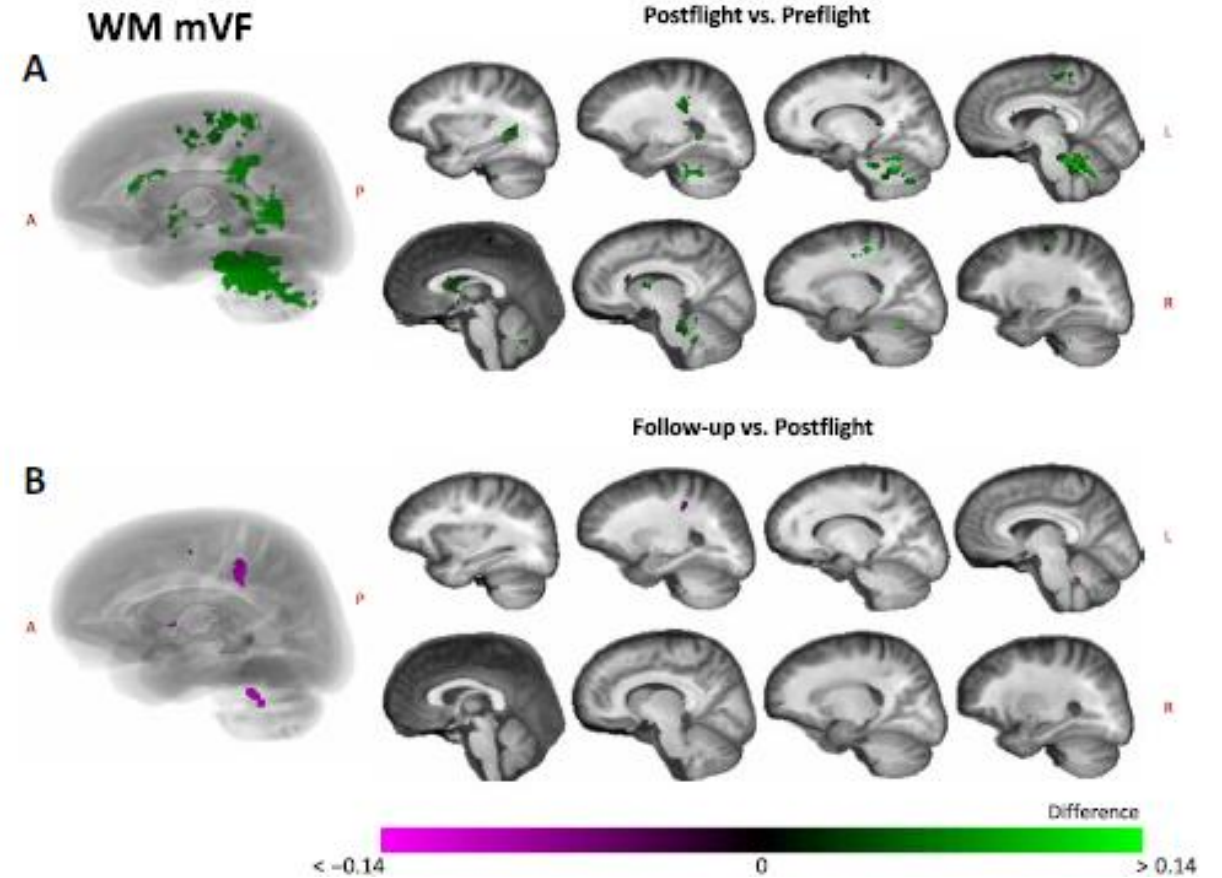 WM mVF
Postflight vs. Preflight
A
L
A
P
R
Follow-up vs. Postflight
B
L
A
P
R
Difference
< −0.14
0
> 0.14